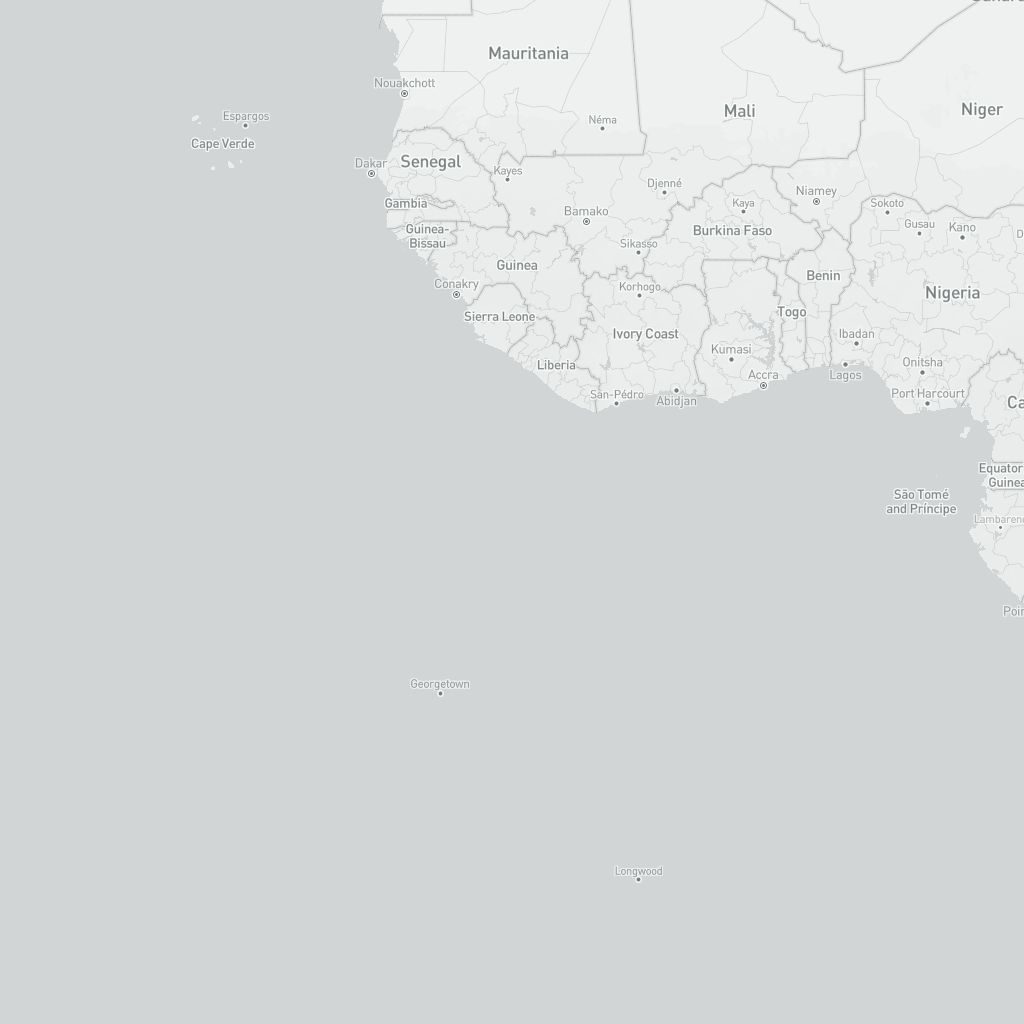 Mauritania
Nouakchott
Mali
Niger
Espargos
Cape Verde
Néma
Dakar
Senegal
Kayes
Djenné
Niamey
Gambia
Bamako
Kaya
Sokoto
Gusau
Kano
Guinea-
Bissau
Sikasso
Burkina Faso
Guinea
Benin
Conakry
Korhogo
Nigeria
Sierra Leone
Togo
Ivory Coast
Ibadan
Kumasi
Liberia
Onitsha
Accra
Lagos
San-Pédro
Abidjan
Port Harcourt
Ca
Equator
Guinea
São Tomé
and Príncipe
Lambarene
Poin
Georgetown
Longwood